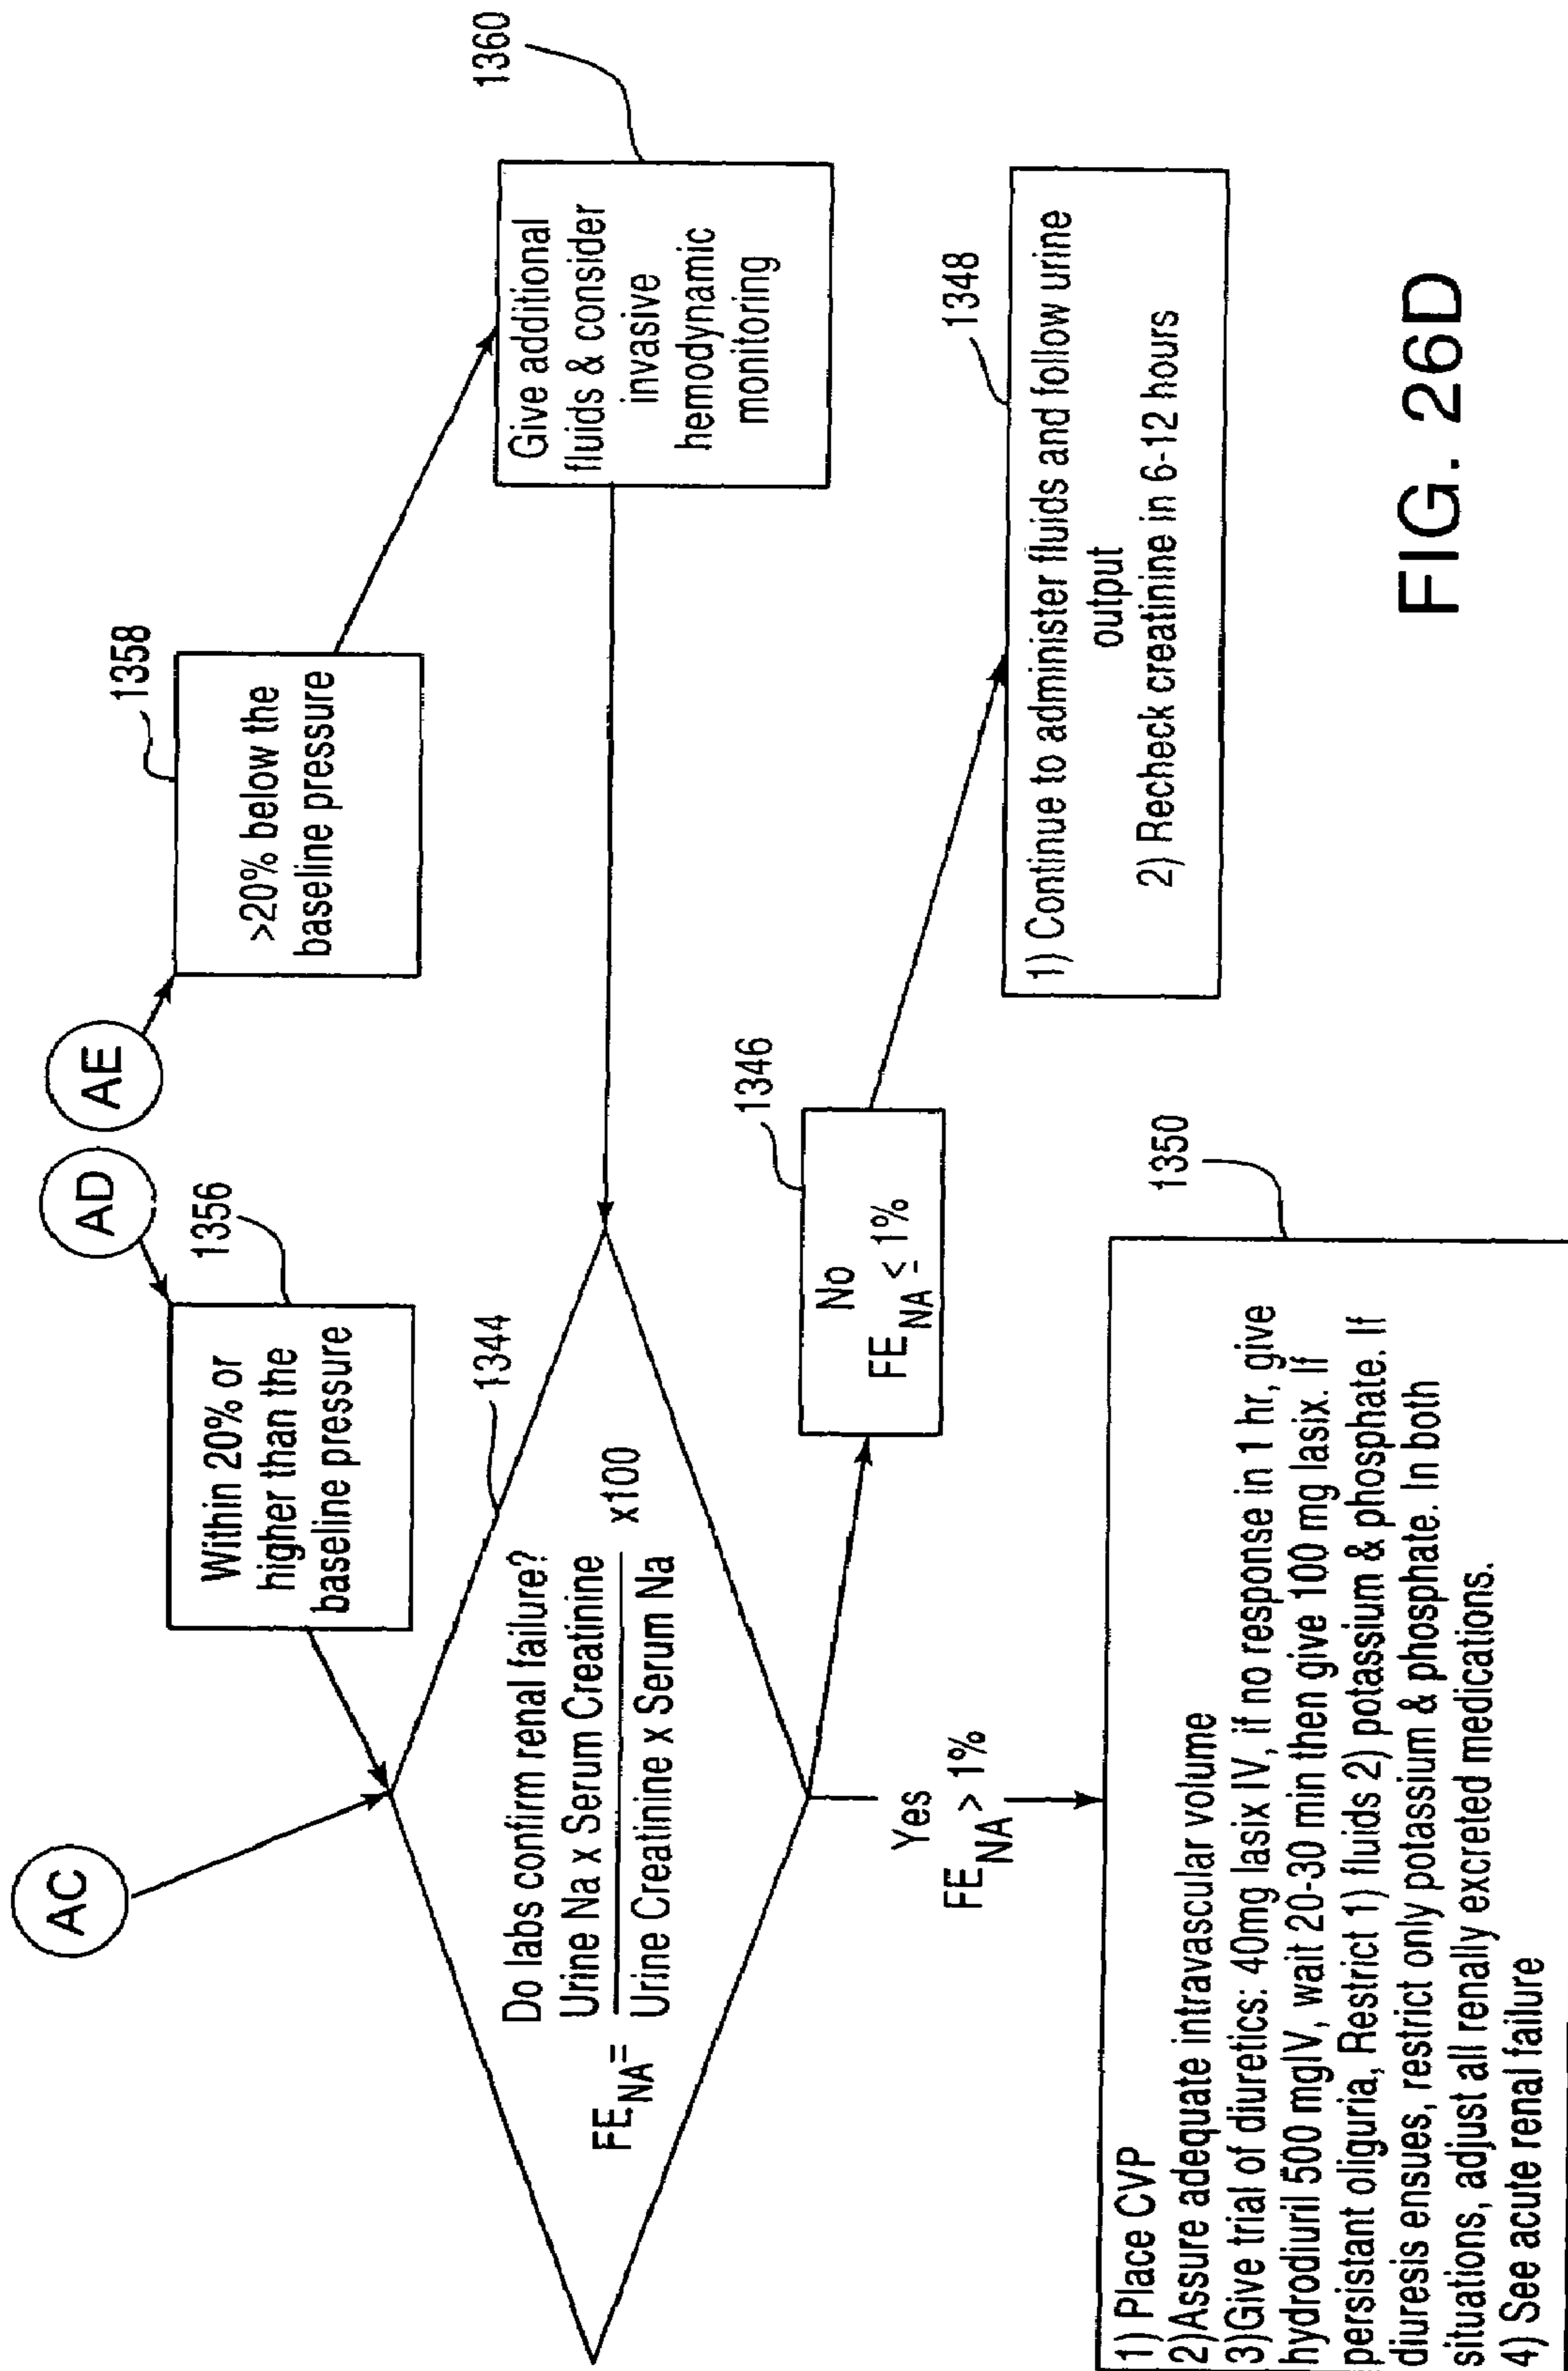 AC
AD
AE
1356
Within 20% or
higher than the
baseline pressure
1358
>20% below the
baseline pressure
1344
Do labs confirm renal failure?
FE NA = Urine Na x Serum Creatinine x100
Urine Creatinine x Serum Na
1360
Give additional
fluids & consider
invasive
hemodynamic
monitoring
1346
No
FE NA ≤ 1%
Yes
FE NA > 1%
1348
1) Continue to administer fluids and follow urine
output
2) Recheck creatinine in 6-12 hours
1350
1) Place CVP
2)Assure adequate intravascular volume
3)Give trial of diuretics: 40mg lasix IV, if no response in 1 hr, give
hydrodiuril 500 mgIV, wait 20-30 min then give 100 mg lasix. If
persistant oliguria, Restrict 1) fluids 2) potassium & phosphate. If
diuresis ensues, restrict only potassium & phosphate. In both
situations, adjust all renally excreted medications.
4) See acute renal failure
FIG. 26D